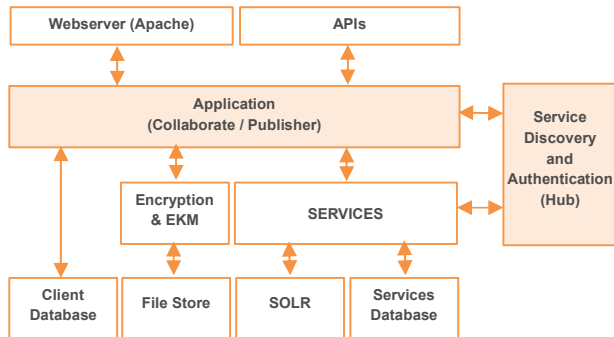 Webserver (Apache)
APIs
Application
(Collaborate / Publisher)
Service
Discovery
and
Authentication
(Hub)
Encryption
& EKM
SERVICES
Client
Database
File Store
SOLR
Services
Database